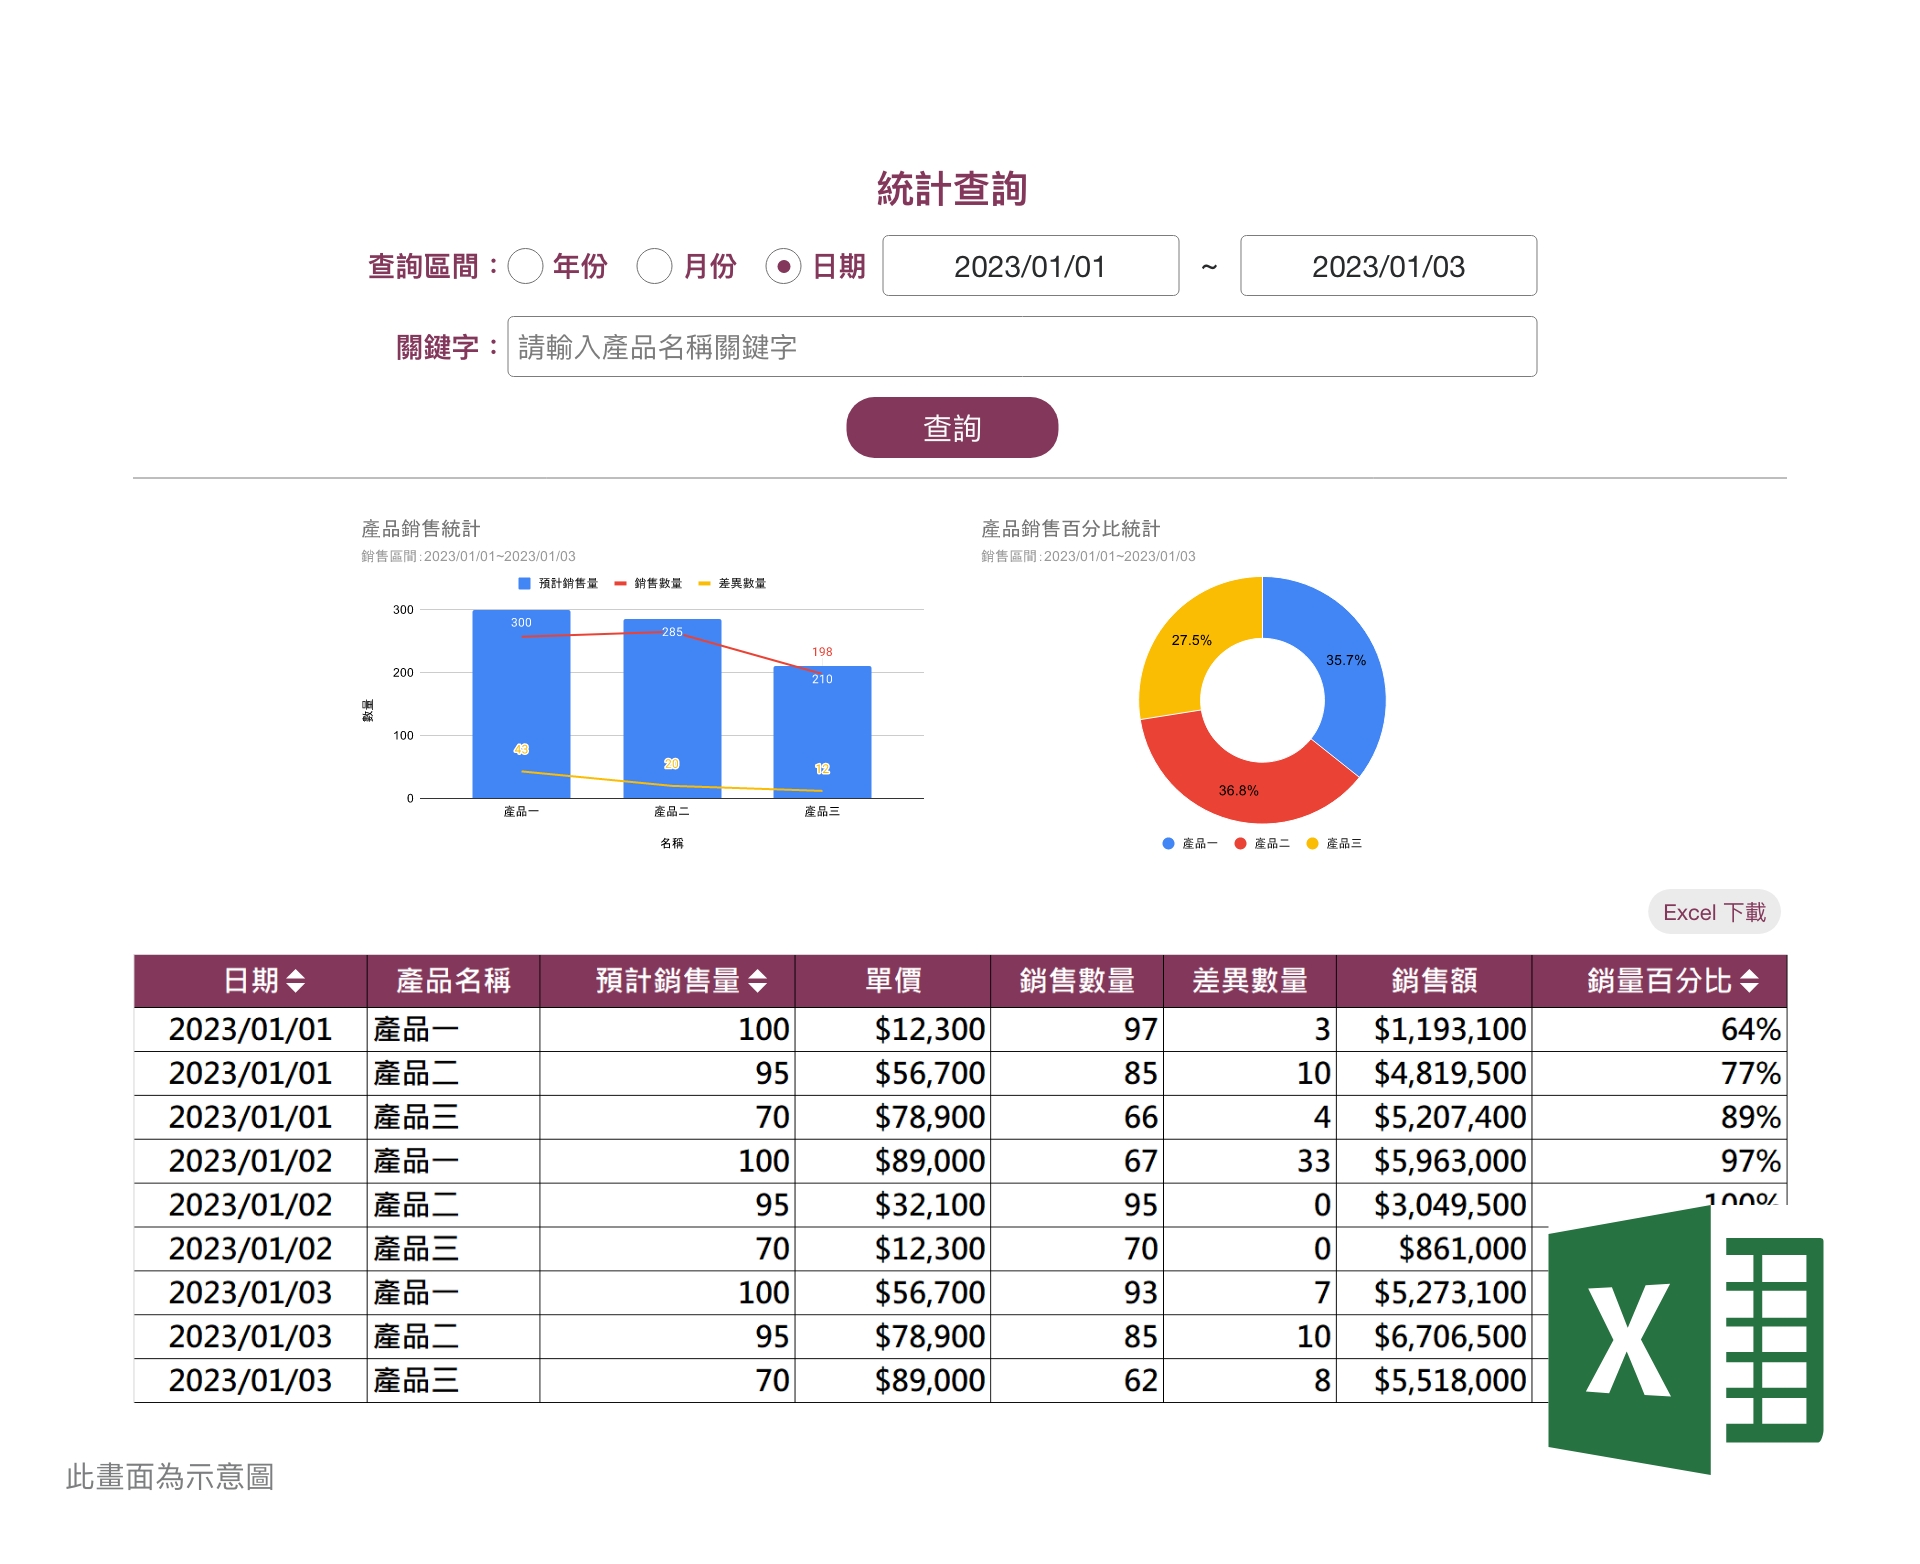 統計查詢
查詢區間： 年份 月份 日期 2023/01/01 ~ 2023/01/03
關鍵字： 請輸入產品名稱關鍵字
查詢
產品銷售統計
銷售區間：2023/01/01~2023/01/03
預計銷售量 銷售數量 差異數量
300
200
100
0
數量
300
285
198
210
43
20
12
產品一 產品二 產品三
名稱
產品銷售百分比統計
銷售區間：2023/01/01~2023/01/03
27.5%
35.7%
36.8%
產品一 產品二 產品三
Excel 下載
日期 產品名稱 預計銷售量 單價 銷售數量 差異數量 銷售額 銷量百分比
2023/01/01 產品一 100 $12,300 97 3 $1,193,100 64%
2023/01/01 產品二 95 $56,700 85 10 $4,819,500 77%
2023/01/01 產品三 70 $78,900 66 4 $5,207,400 89%
2023/01/02 產品一 100 $89,000 67 33 $5,963,000 97%
2023/01/02 產品二 95 $32,100 95 0 $3,049,500 100%
2023/01/02 產品三 70 $12,300 70 0 $861,000
2023/01/03 產品一 100 $56,700 93 7 $5,273,100
2023/01/03 產品二 95 $78,900 85 10 $6,706,500
2023/01/03 產品三 70 $89,000 62 8 $5,518,000
X
此畫面為示意圖